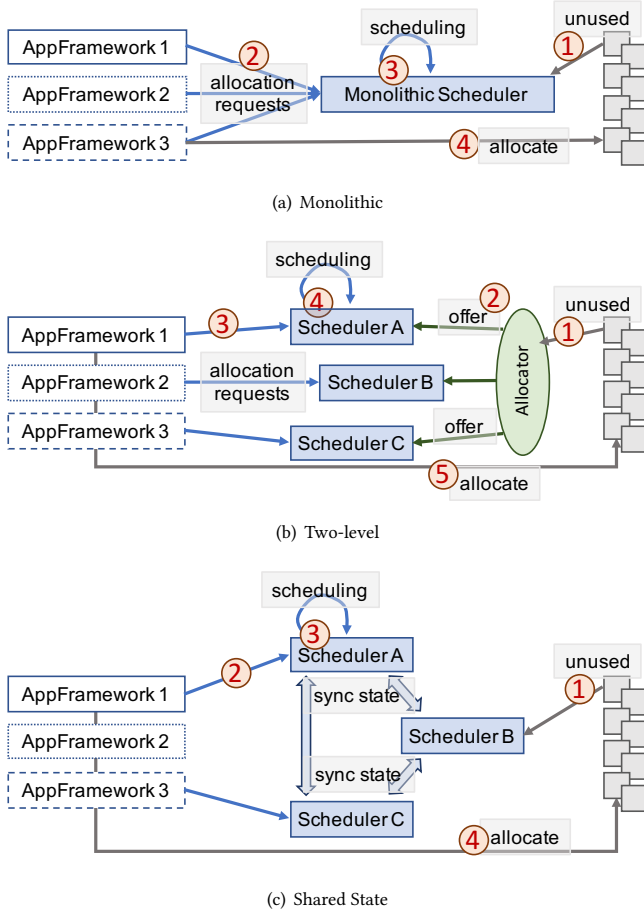 unused
1
AppFramework 1
2
scheduling
3
AppFramework 2
allocation
requests
Monolithic Scheduler
AppFramework 3
4
allocate
(a) Monolithic
scheduling
2
4
offer
unused
1
AppFramework 1
3
Scheduler A
AppFramework 2
allocation
requests
Scheduler B
Allocator
AppFramework 3
Scheduler C
offer
5
allocate
(b) Two-level
scheduling
3
2
Scheduler A
unused
1
AppFramework 1
sync state
AppFramework 2
Scheduler B
sync state
AppFramework 3
Scheduler C
4
allocate
(c) Shared State